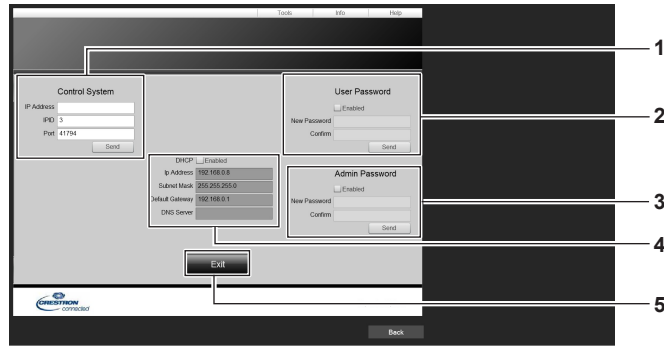 Tools Info Help
1
Control System
IP Address
IPID 3
Port 41794
Send
User Password
Enabled
New Password
Confirm
Send
2
DHCP Enabled
Ip Address 192.168.0.8
Subnet Mask 255.255.255.0
Default Gateway 192.168.0.1
DNS Server
Admin Password
Enabled
New Password
Confirm
Send
3
4
Exit
5
CRESTRON
connected
Back